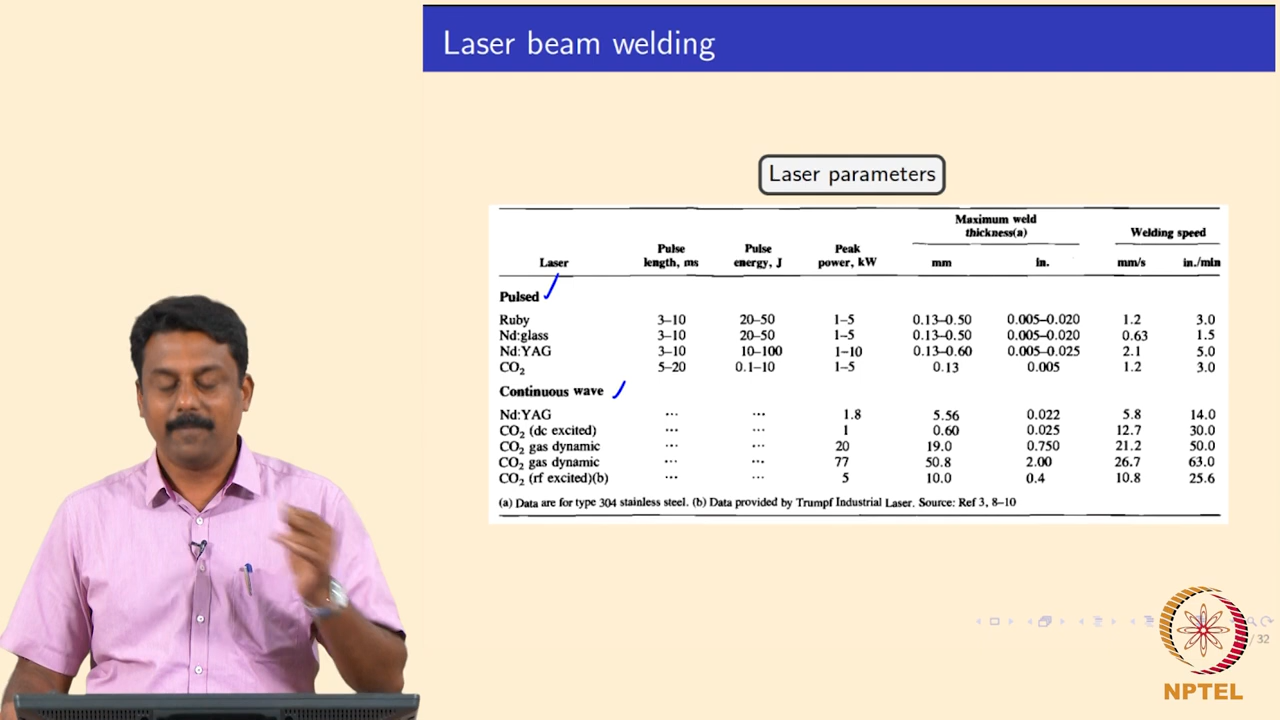 Laser beam welding
Laser parameters
Maximum weld thickness(a) Welding speed
Laser Pulse length, ms Pulse energy, J Peak power, kW mm in. mm/s in./min
Pulsed
Ruby 3–10 20–50 1–5 0.13–0.50 0.005–0.020 1.2 3.0
Nd:glass 3–10 20–50 1–5 0.13–0.50 0.005–0.020 0.63 1.5
Nd:YAG 3–10 10–100 1–10 0.13–0.60 0.005–0.025 2.1 5.0
CO₂ 5–20 0.1–10 1–5 0.13 0.005 1.2 3.0
Continuous wave
Nd:YAG ... ... 1.8 5.56 0.022 5.8 14.0
CO₂ (dc excited) ... ... 1 0.60 0.025 12.7 30.0
CO₂ gas dynamic ... ... 20 19.0 0.750 21.2 50.0
CO₂ gas dynamic ... ... 77 50.8 2.00 26.7 63.0
CO₂ (rf excited)(b) ... ... 5 10.0 0.4 10.8 25.6
(a) Data are for type 304 stainless steel. (b) Data provided by Trumpf Industrial Laser. Source: Ref 3, 8–10
/ 32
NPTEL